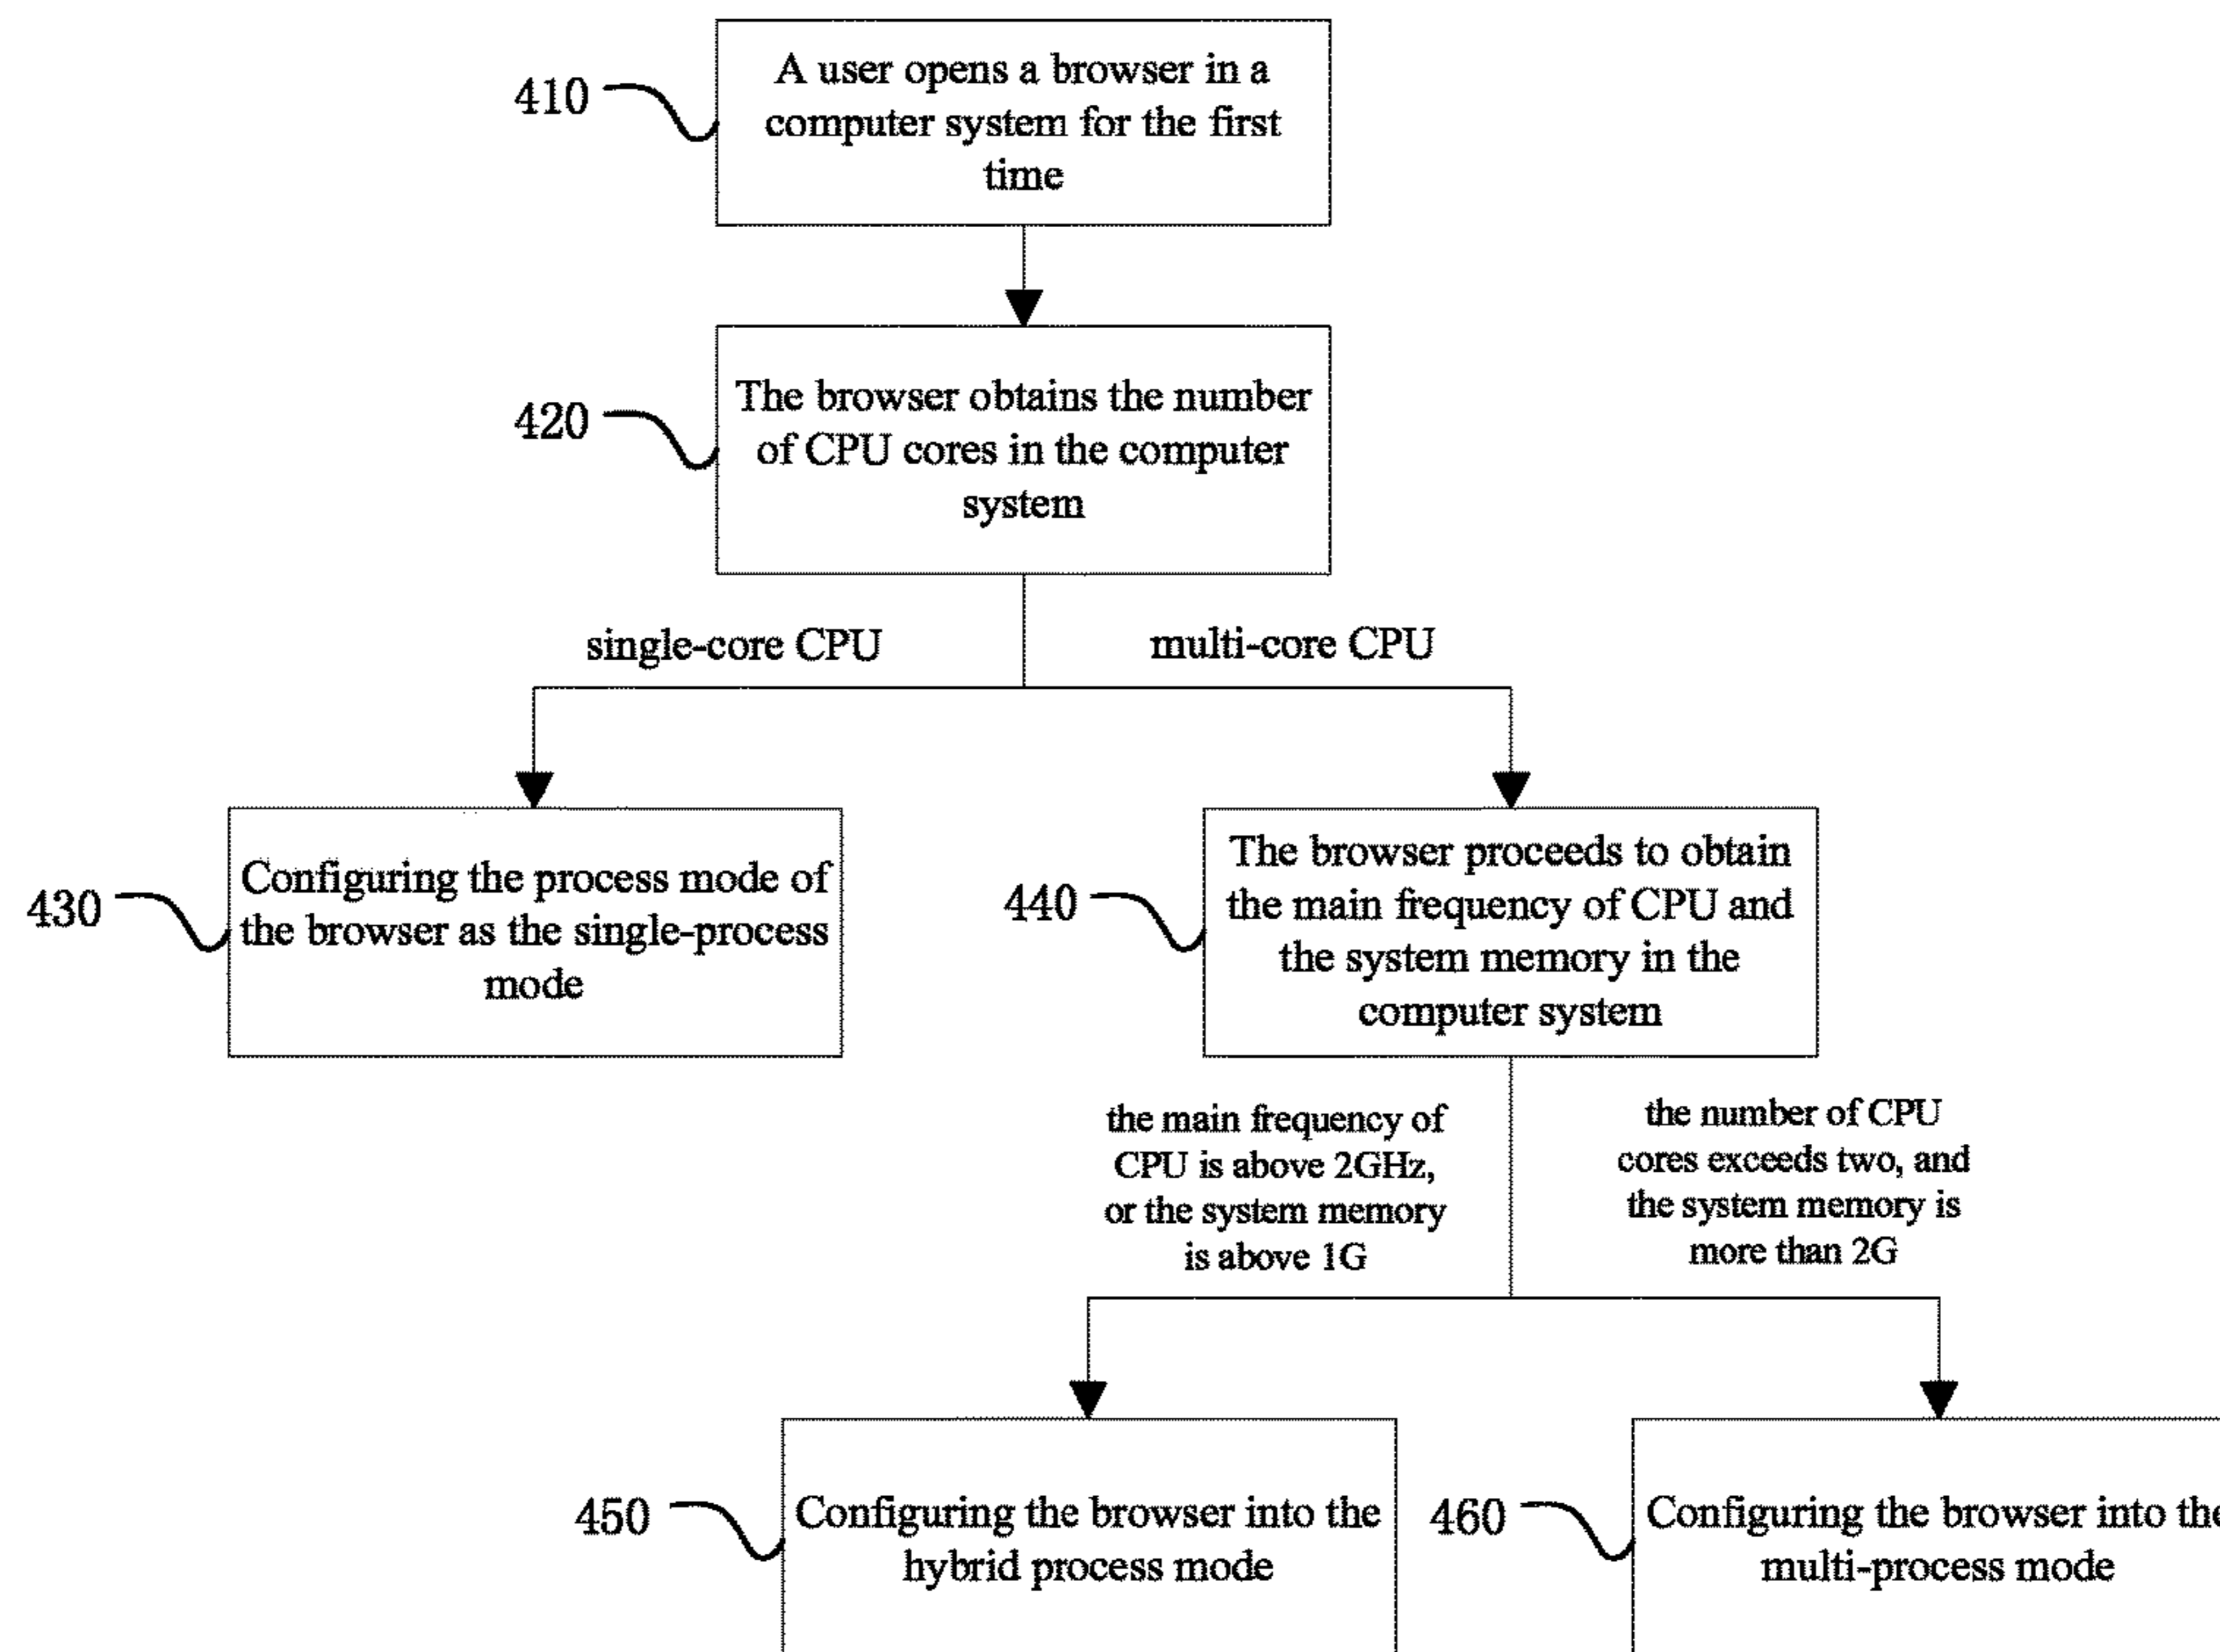 410
A user opens a browser in a
computer system for the first
time
420
The browser obtains the number
of CPU cores in the computer
system
single-core CPU
multi-core CPU
430
Configuring the process mode of
the browser as the single-process
mode
440
The browser proceeds to obtain
the main frequency of CPU and
the system memory in the
computer system
the main frequency of
CPU is above 2GHz,
or the system memory
is above 1G
the number of CPU
cores exceeds two, and
the system memory is
more than 2G
450
Configuring the browser into the
hybrid process mode
460
Configuring the browser into the
multi-process mode